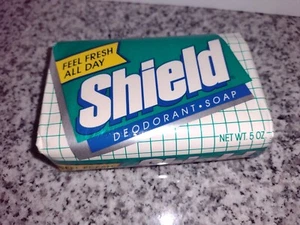 FEEL FRESH
ALL DAY
Shield
DEODORANT • SOAP
NET WT. 5 OZ